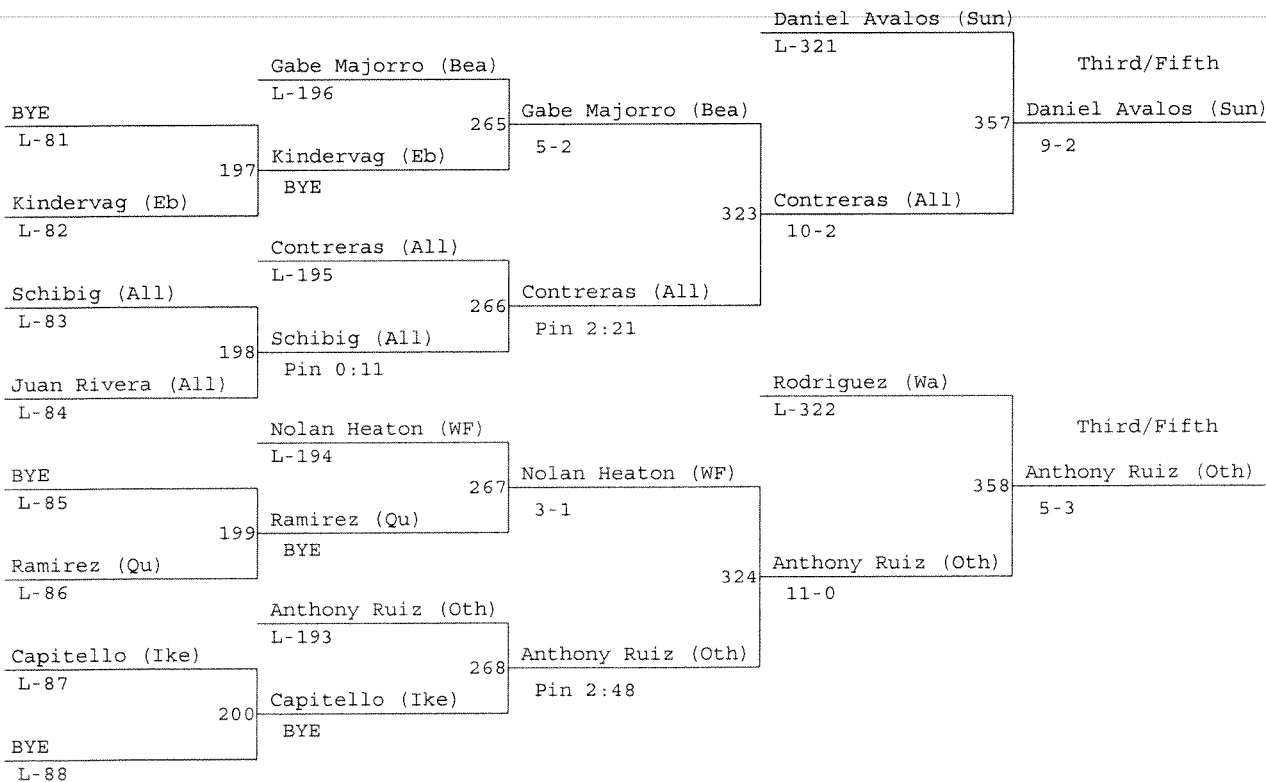 Daniel Avalos (Sun)
L-321
Third/Fifth
Gabe Majorro (Bea)
L-196
BYE
L-81
265
Gabe Majorro (Bea)
5-2
357
Daniel Avalos (Sun)
9-2
197
Kindervag (Eb)
BYE
Kindervag (Eb)
L-82
323
Contreras (All)
10-2
Contreras (All)
L-195
Schibig (All)
L-83
266
Contreras (All)
Pin 2:21
198
Schibig (All)
Pin 0:11
Juan Rivera (All)
L-84
Rodriguez (Wa)
L-322
Third/Fifth
Nolan Heaton (WF)
L-194
BYE
L-85
267
Nolan Heaton (WF)
3-1
358
Anthony Ruiz (Oth)
5-3
199
Ramirez (Qu)
BYE
Ramirez (Qu)
L-86
324
Anthony Ruiz (Oth)
11-0
Anthony Ruiz (Oth)
L-193
Capitello (Ike)
L-87
268
Anthony Ruiz (Oth)
Pin 2:48
200
Capitello (Ike)
BYE
BYE
L-88